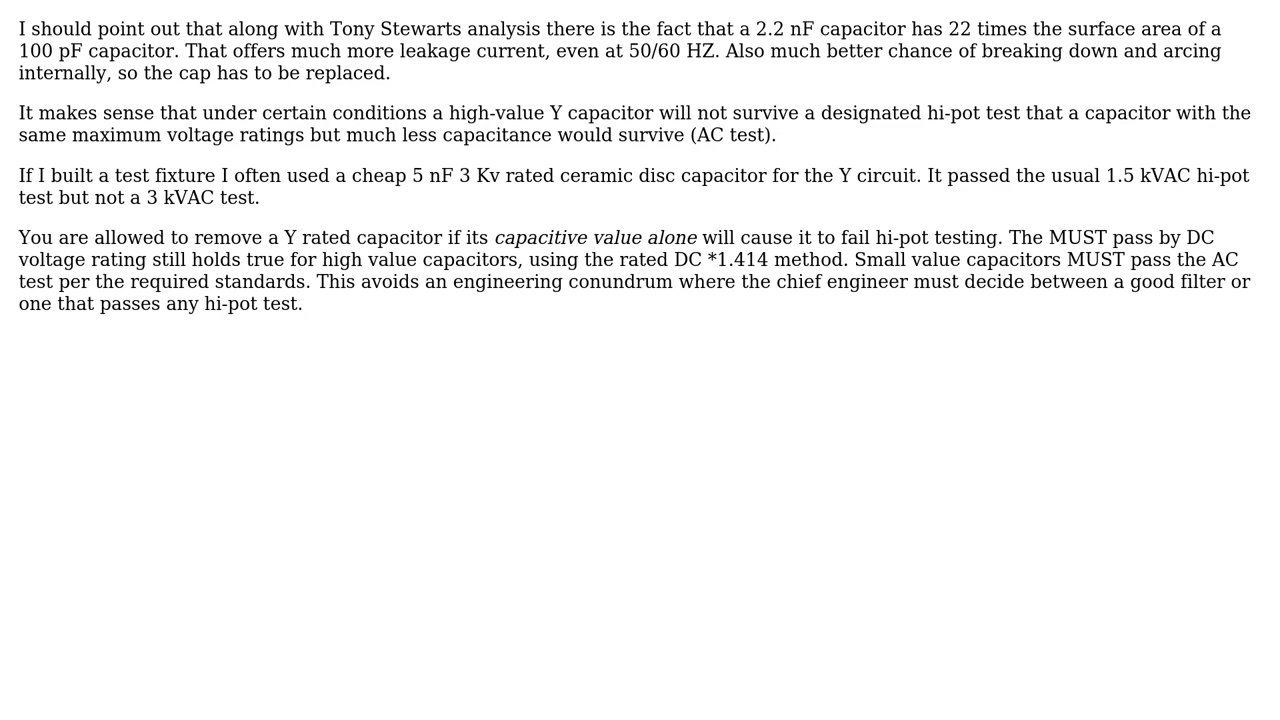 I should point out that along with Tony Stewarts analysis there is the fact that a 2.2 nF capacitor has 22 times the surface area of a
100 pF capacitor. That offers much more leakage current, even at 50/60 HZ. Also much better chance of breaking down and arcing
internally, so the cap has to be replaced.
It makes sense that under certain conditions a high-value Y capacitor will not survive a designated hi-pot test that a capacitor with the
same maximum voltage ratings but much less capacitance would survive (AC test).
If I built a test fixture I often used a cheap 5 nF 3 Kv rated ceramic disc capacitor for the Y circuit. It passed the usual 1.5 kVAC hi-pot
test but not a 3 kVAC test.
You are allowed to remove a Y rated capacitor if its capacitive value alone will cause it to fail hi-pot testing. The MUST pass by DC
voltage rating still holds true for high value capacitors, using the rated DC *1.414 method. Small value capacitors MUST pass the AC
test per the required standards. This avoids an engineering conundrum where the chief engineer must decide between a good filter or
one that passes any hi-pot test.